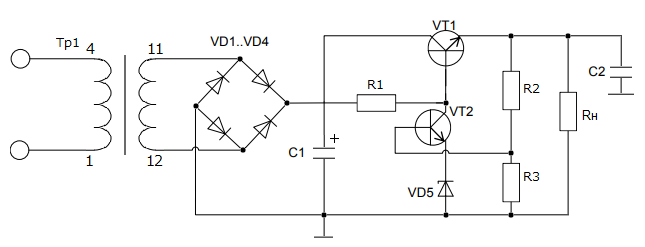 Тр1
4
11
VD1..VD4
VT1
C2
R1
R2
VT2
Rн
C1
+
1
12
VD5
R3